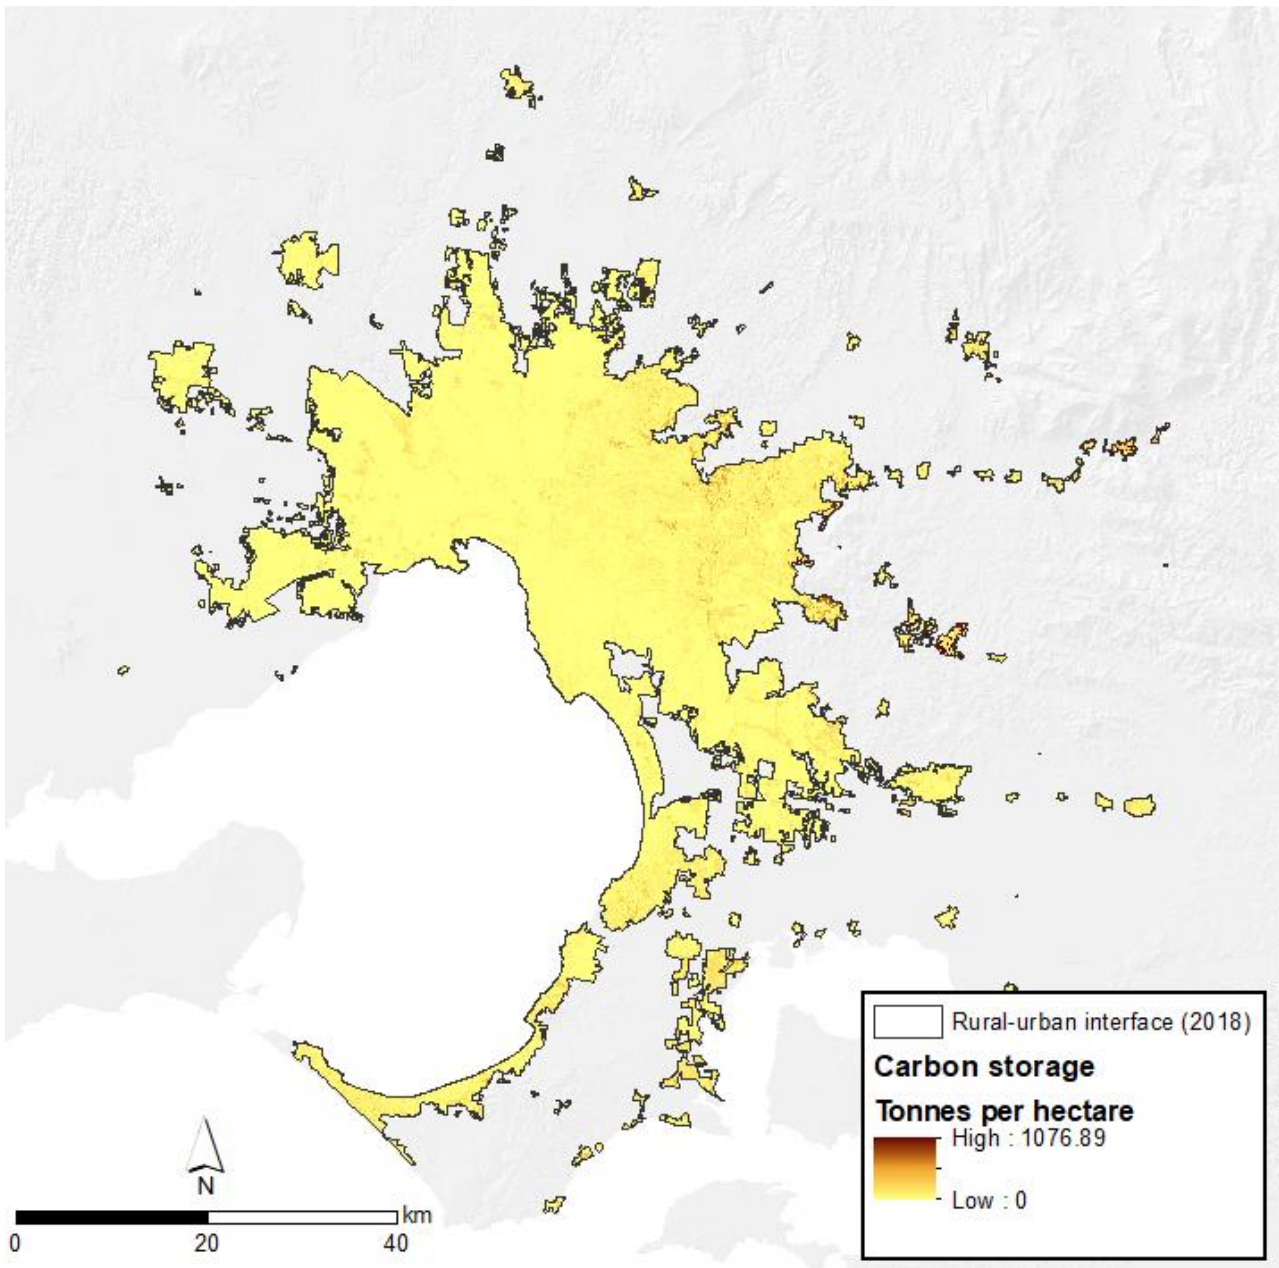 Rural-urban interface (2018)
Carbon storage
Tonnes per hectare
High : 1076.89
Low : 0
N
km
0 20 40